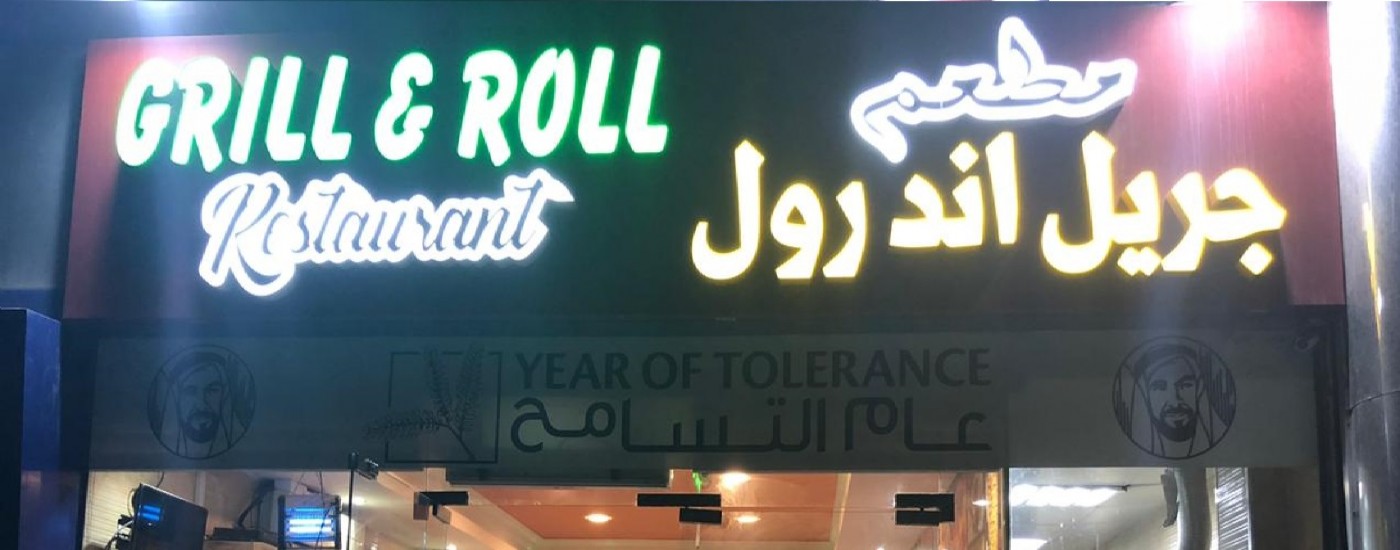 GRILL & ROLL
Restaurant
مطعم
جريل اند رول
YEAR OF TOLERANCE
عام التسامح